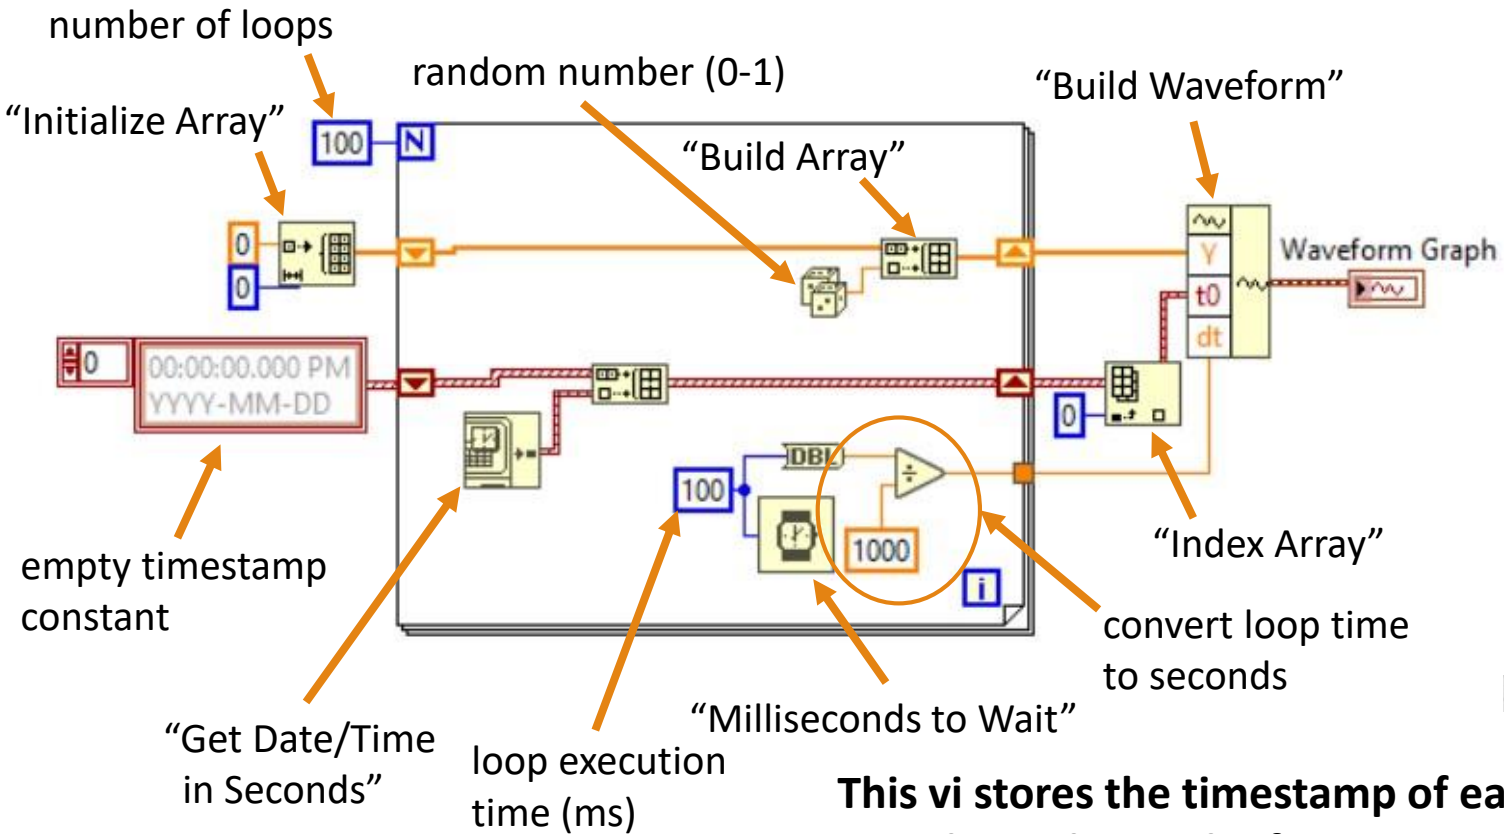 number of loops
random number (0-1)
“Build Waveform”
“Initialize Array”
100
N
“Build Array”
0
0
Y
Waveform Graph
t0
dt
0
00:00:00.000 PM
YYYY-MM-DD
0
DBL
100
1000
i
“Index Array”
empty timestamp
constant
convert loop time
to seconds
“Milliseconds to Wait”
“Get Date/Time
in Seconds”
loop execution
time (ms)
This vi stores the timestamp of ea